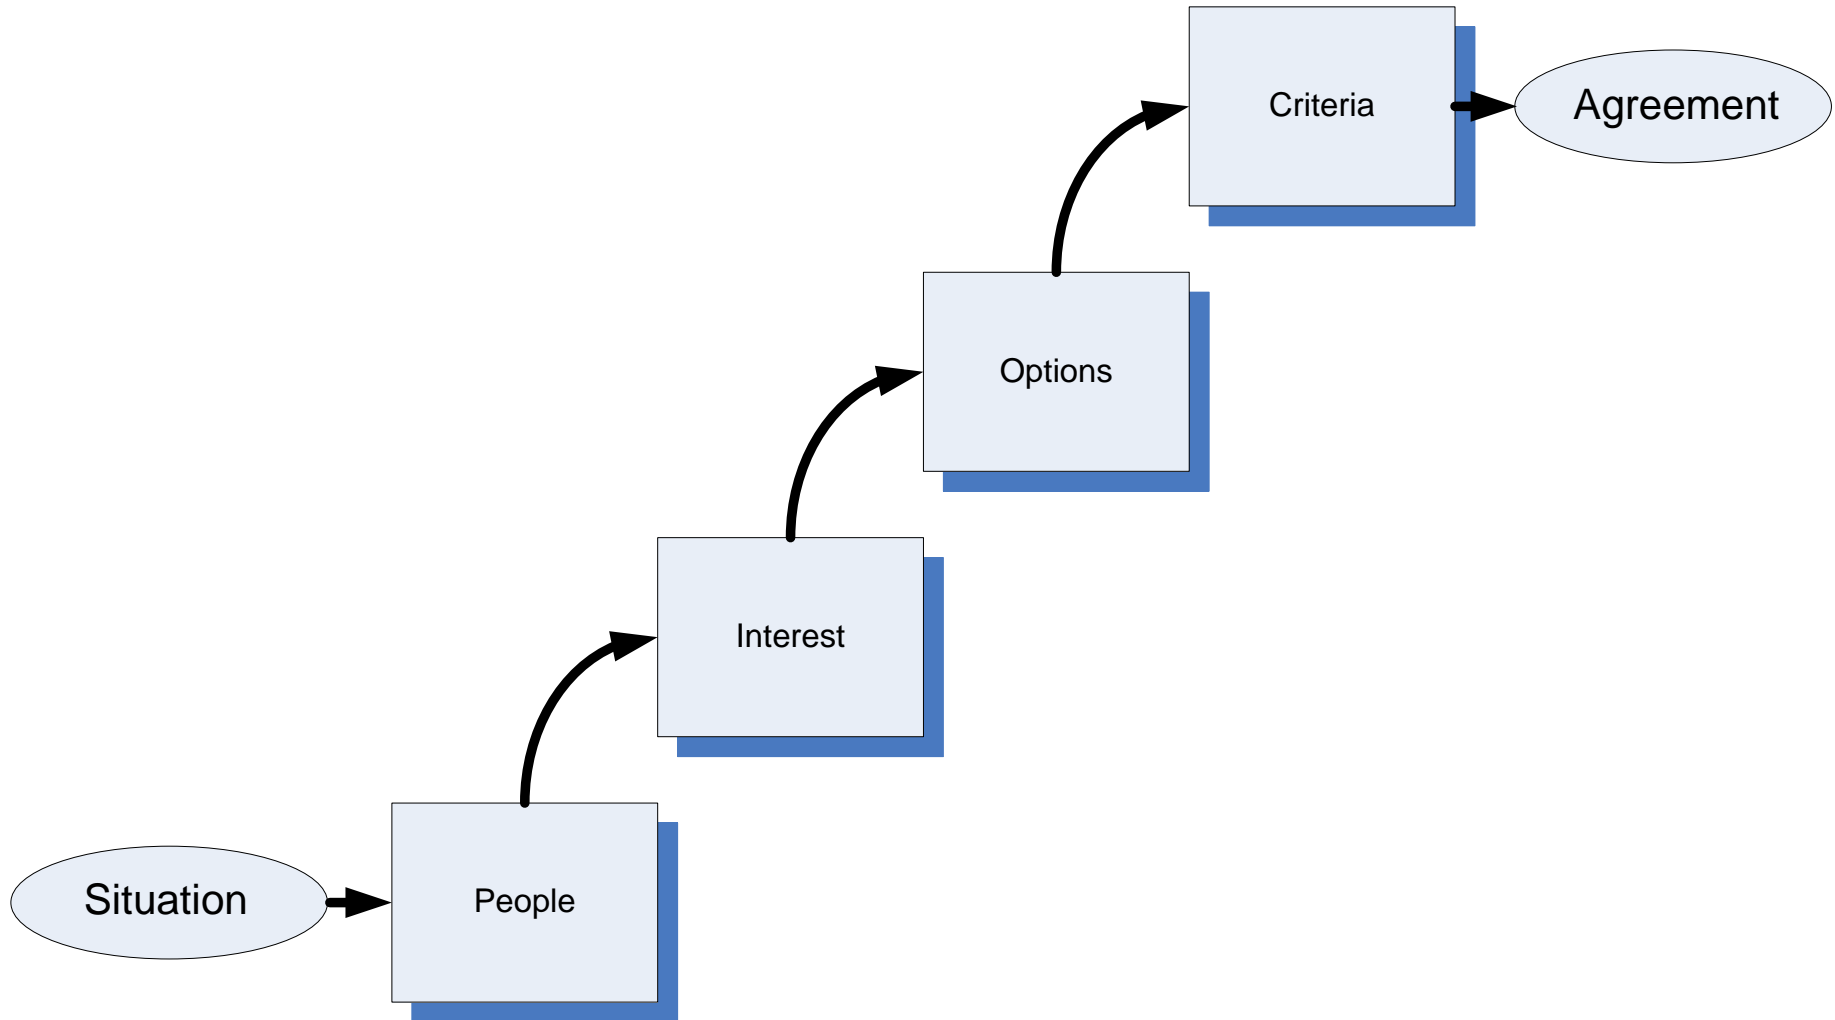 Criteria
Agreement
Options
Interest
People
Situation